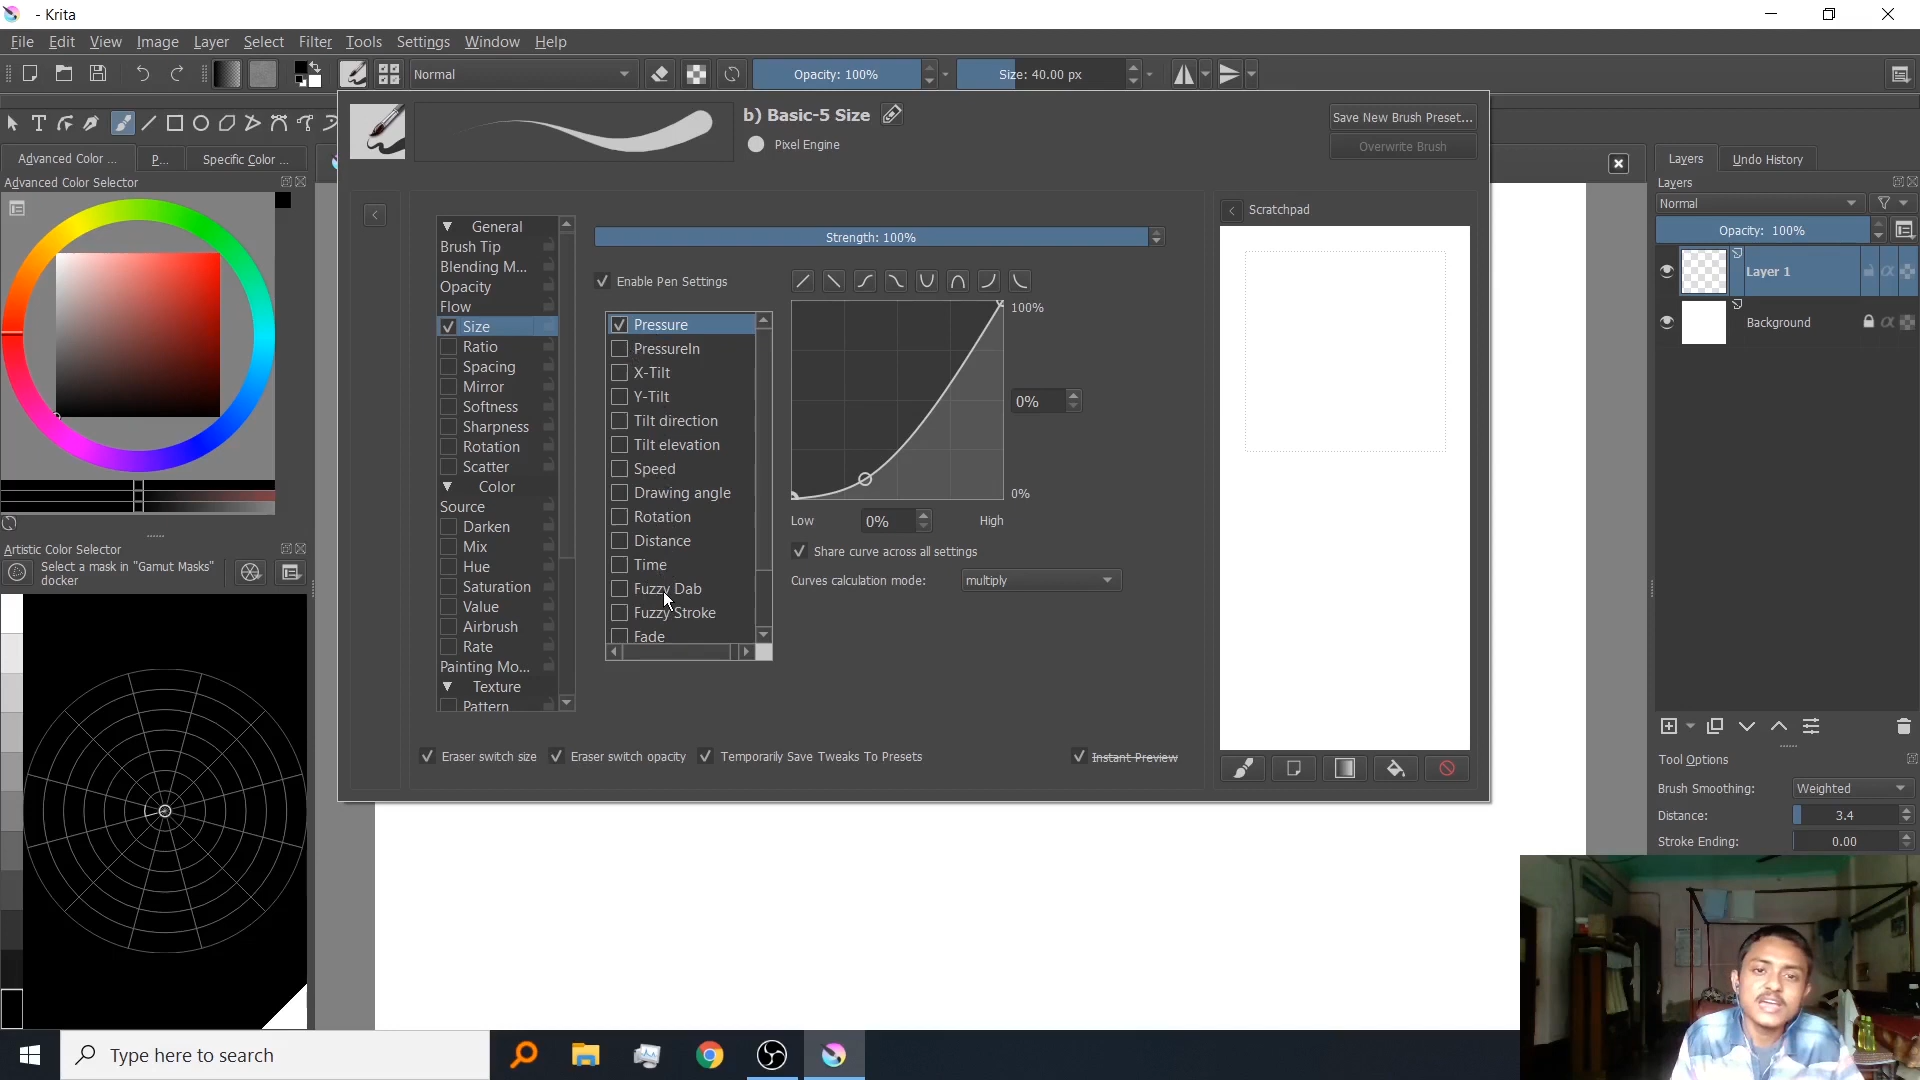 - Krita
File Edit View Image Layer Select Filter Tools Settings Window Help
Normal
Opacity: 100%
Size: 40.00 px
b) Basic-5 Size
Pixel Engine
Save New Brush Preset...
Overwrite Brush
Advanced Color ...
P...
Specific Color ...
Advanced Color Selector
Artistic Color Selector
Select a mask in "Gamut Masks"
docker
General
Brush Tip
Blending M...
Opacity
Flow
Size
Ratio
Spacing
Mirror
Softness
Sharpness
Rotation
Scatter
Color
Source
Darken
Mix
Hue
Saturation
Value
Airbrush
Rate
Painting Mo...
Texture
Pattern
Strength: 100%
Enable Pen Settings
Pressure
PressureIn
X-Tilt
Y-Tilt
Tilt direction
Tilt elevation
Speed
Drawing angle
Rotation
Distance
Time
Fuzzy Dab
Fuzzy Stroke
Fade
100%
0%
0%
Low
0%
High
Share curve across all settings
Curves calculation mode:
multiply
Eraser switch size
Eraser switch opacity
Temporarily Save Tweaks To Presets
Instant Preview
Scratchpad
Layers
Undo History
Layers
Normal
Opacity: 100%
Layer 1
Background
Tool Options
Brush Smoothing:
Weighted
Distance:
3.4
Stroke Ending:
0.00
Type here to search